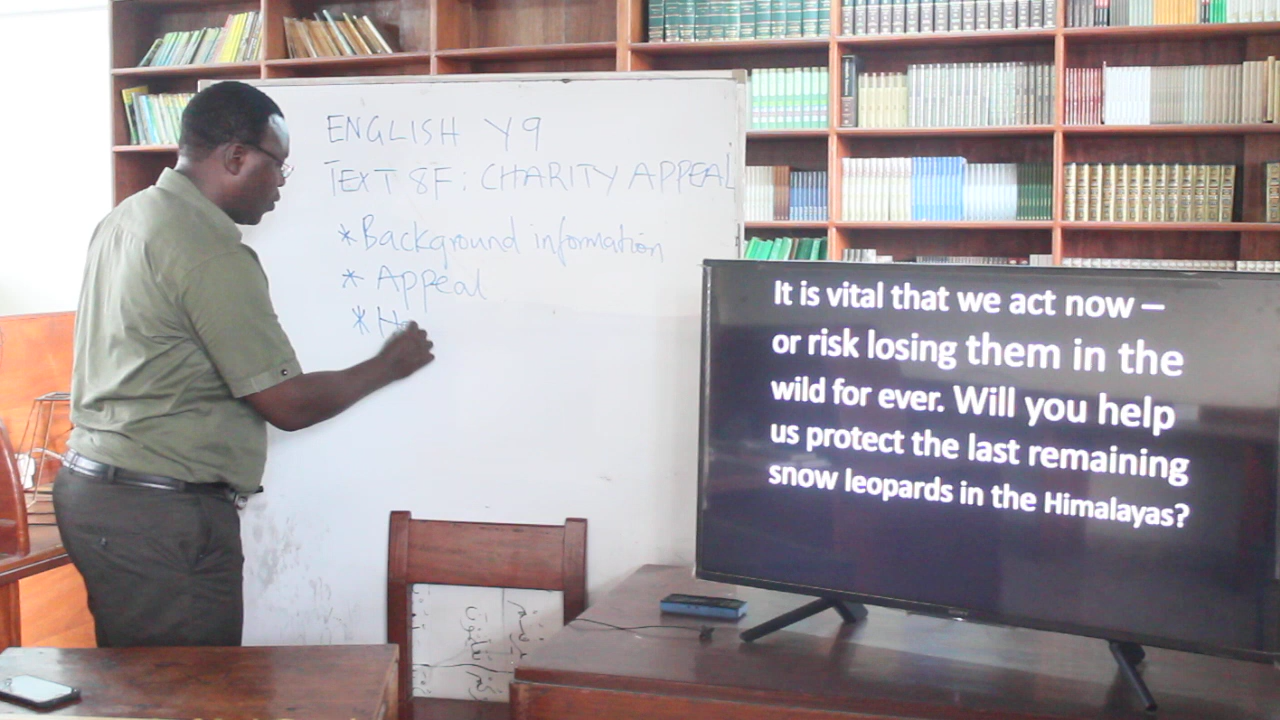 ENGLISH Y9
TEXT 8F: CHARITY APPEAL
*Background information
* Appeal
*H
It is vital that we act now –
or risk losing them in the
wild for ever. Will you help
us protect the last remaining
snow leopards in the Himalayas?